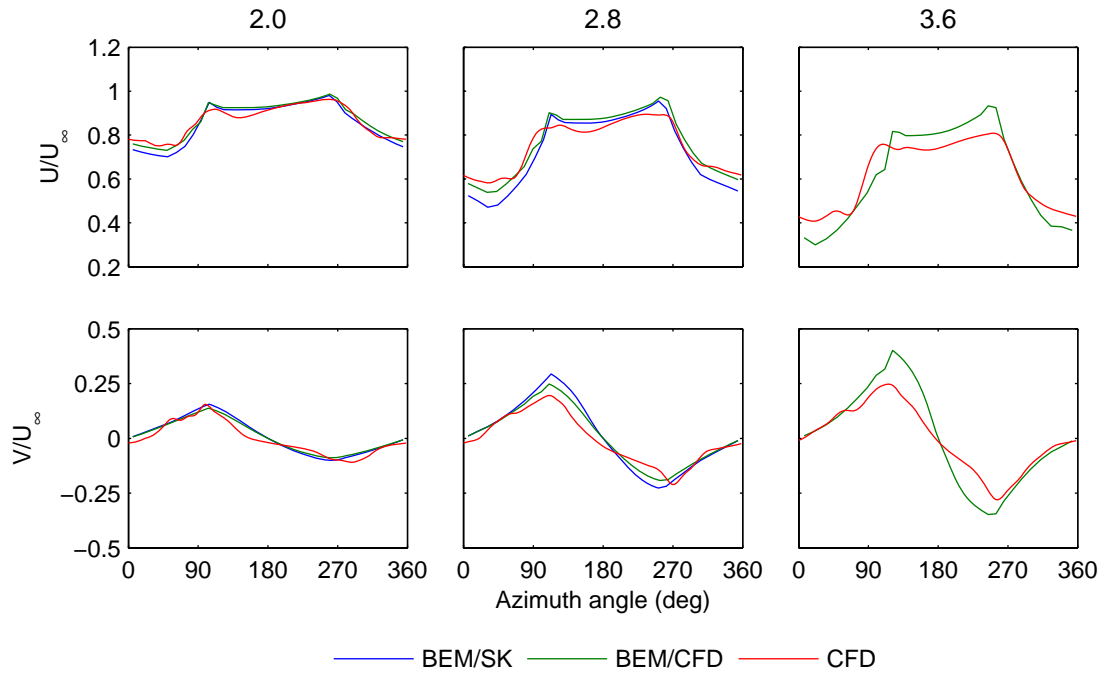 2.0 2.8 3.6
U/U∞
1.2
1
0.8
0.6
0.4
0.2
V/U∞
0.5
0.25
0
−0.25
−0.5
0 90 180 270 360 0 90 180 270 360 0 90 180 270 360
Azimuth angle (deg)
BEM/SK BEM/CFD CFD